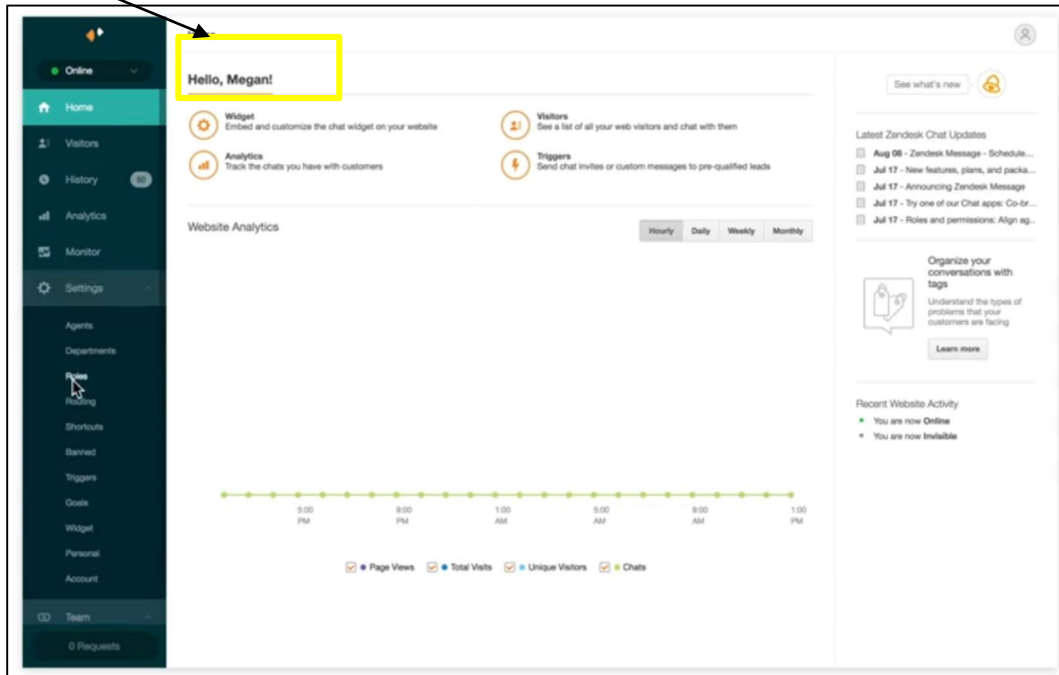 Online
Home
Visitors
History 50
Analytics
Monitor
Settings
Agents
Departments
Roles
Routing
Shortcuts
Banned
Triggers
Goals
Widget
Personal
Account
Team
0 Requests
Hello, Megan!
Widget
Embed and customize the chat widget on your website
Visitors
See a list of all your web visitors and chat with them
Analytics
Track the chats you have with customers
Triggers
Send chat invites or custom messages to pre-qualified leads
Website Analytics
Hourly Daily Weekly Monthly
5:00 PM
9:00 PM
1:00 AM
5:00 AM
9:00 AM
1:00 PM
Page Views Total Visits Unique Visitors Chats
See what's new
Latest Zendesk Chat Updates
Aug 08 - Zendesk Message - Schedule...
Jul 17 - New features, plans, and packa...
Jul 17 - Announcing Zendesk Message
Jul 17 - Try one of our Chat apps: Co-br...
Jul 17 - Roles and permissions: Align ag...
Organize your
conversations with
tags
Understand the types of
problems that your
customers are facing
Learn more
Recent Website Activity
You are now Online
You are now Invisible